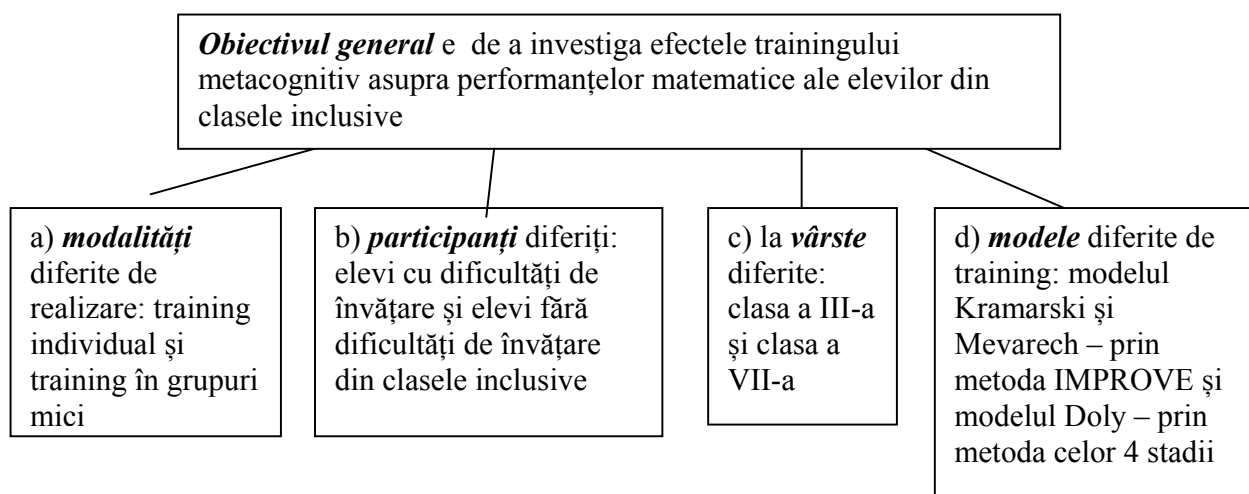 Obiectivul general e  de a investiga efectele trainingului
metacognitiv asupra performanțelor matematice ale elevilor din
clasele inclusive
a) modalități
diferite de
realizare: training
individual și
training în grupuri
mici
b) participanți diferiți:
elevi cu dificultăți de
învățare și elevi fără
dificultăți de învățare
din clasele inclusive
c) la vârste
diferite:
clasa a III-a
și clasa a
VII-a
d) modele diferite de
training: modelul
Kramarski și
Mevarech – prin
metoda IMPROVE și
modelul Doly – prin
metoda celor 4 stadii